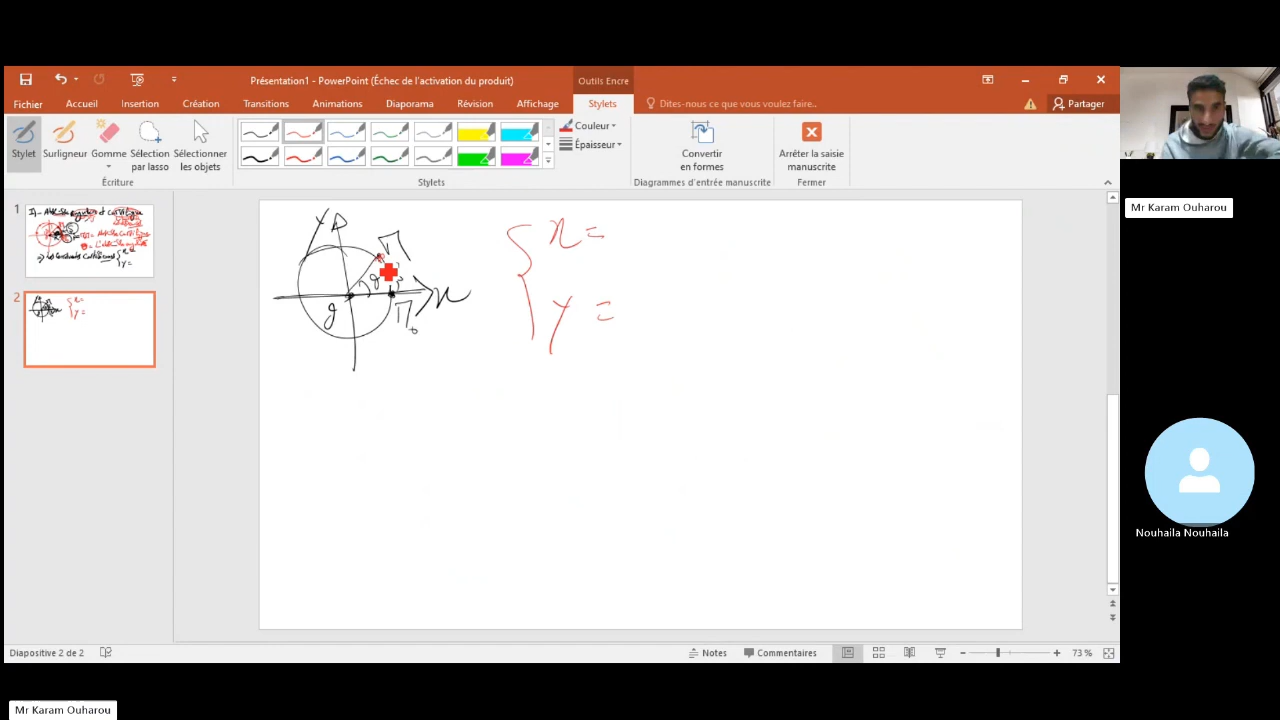 Présentation1 - PowerPoint (Échec de l'activation du produit)
Outils Encre
Fichier
Accueil
Insertion
Création
Transitions
Animations
Diaporama
Révision
Affichage
Stylets
Dites-nous ce que vous voulez faire..
Partager
Stylet
Surligneur
Gomme
Sélection par lasso
Sélectionner les objets
Couleur
Épaisseur
Convertir en formes
Arrêter la saisie manuscrite
Écriture
Stylets
Diagrammes d'entrée manuscrite
Fermer
Mr Karam Ouharou
1
2
y
x =
x
y =
Nouhaila Nouhaila
Diapositive 2 de 2
Notes
Commentaires
73 %
Mr Karam Ouharou